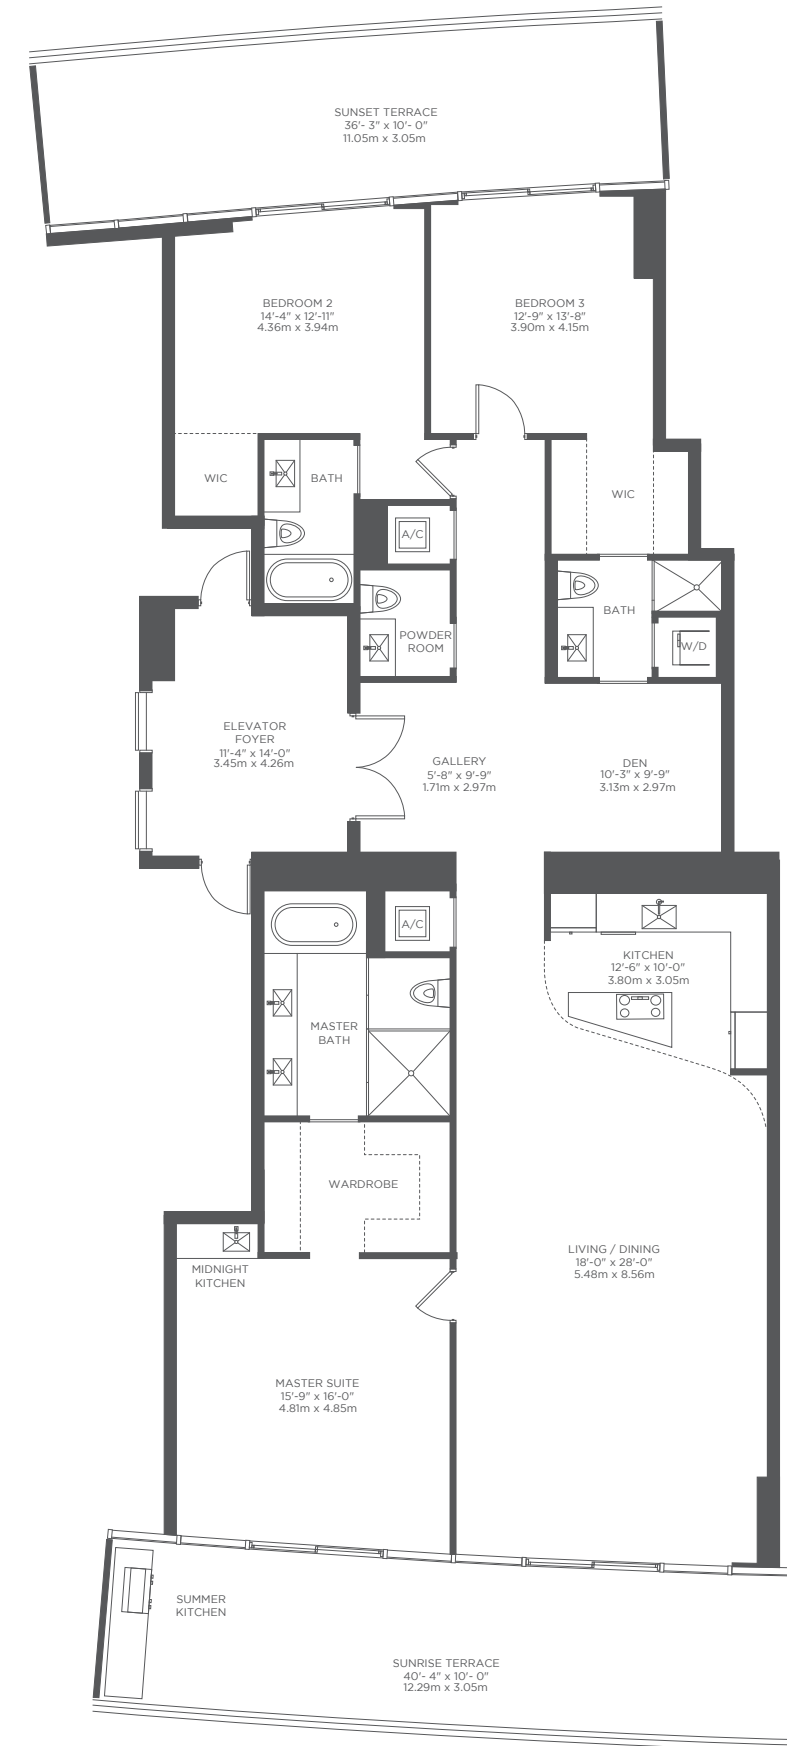 SUNSET TERRACE
36'- 3" x 10'- 0"
11.05m x 3.05m
BEDROOM 2
14'-4" x 12'-11"
4.36m x 3.94m
BEDROOM 3
12'-9" x 13'-8"
3.90m x 4.15m
WIC
BATH
WIC
A/C
BATH
POWDER
ROOM
W/D
ELEVATOR
FOYER
11'-4" x 14'-0"
3.45m x 4.26m
GALLERY
5'-8" x 9'-9"
1.71m x 2.97m
DEN
10'-3" x 9'-9"
3.13m x 2.97m
A/C
KITCHEN
12'-6" x 10'-0"
3.80m x 3.05m
MASTER
BATH
WARDROBE
LIVING / DINING
18'-0" x 28'-0"
5.48m x 8.56m
MIDNIGHT
KITCHEN
MASTER SUITE
15'-9" x 16'-0"
4.81m x 4.85m
SUMMER
KITCHEN
SUNRISE TERRACE
40'- 4" x 10'- 0"
12.29m x 3.05m